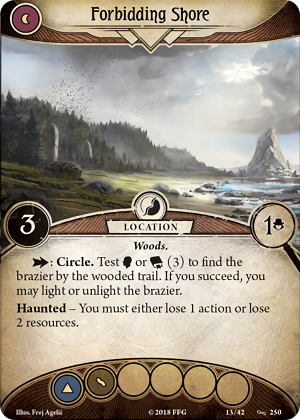 Forbidding Shore
3
LOCATION
1
Woods.
: Circle. Test or (3) to find the
brazier by the wooded trail. If you succeed, you
may light or unlight the brazier.
Haunted – You must either lose 1 action or lose
2 resources.
Illus. Frej Agelii
© 2018 FFG
13/42
250